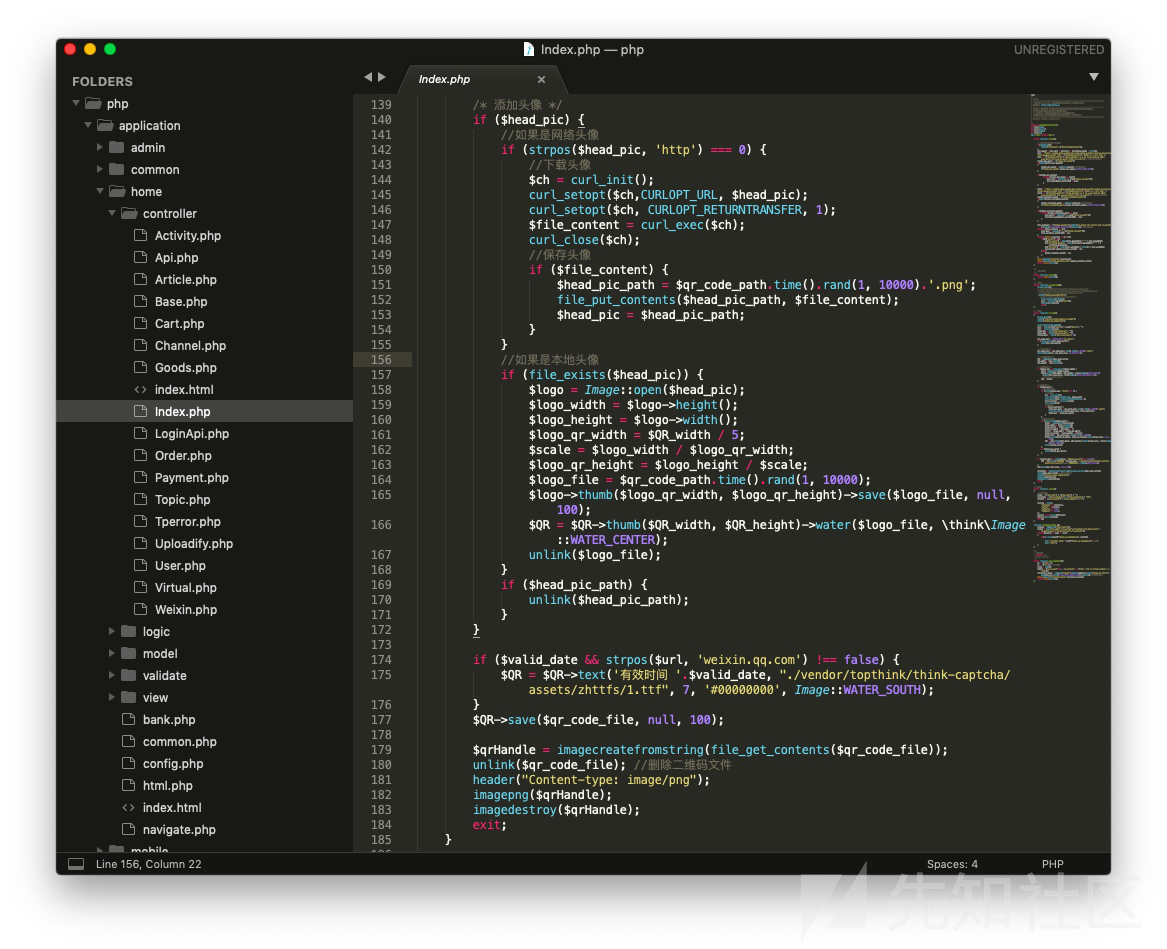 Index.php — php
UNREGISTERED
FOLDERS
php
application
admin
common
home
controller
Activity.php
Api.php
Article.php
Base.php
Cart.php
Channel.php
Goods.php
<> index.html
Index.php
LoginApi.php
Order.php
Payment.php
Topic.php
Tperror.php
Uploadify.php
User.php
Virtual.php
Weixin.php
logic
model
validate
view
bank.php
common.php
config.php
html.php
<> index.html
navigate.php
mobile
Index.php ×
139 /* 添加头像 */
140 if ($head_pic) {
141 //如果是网络头像
142 if (strpos($head_pic, 'http') === 0) {
143 //下载头像
144 $ch = curl_init();
145 curl_setopt($ch,CURLOPT_URL, $head_pic);
146 curl_setopt($ch, CURLOPT_RETURNTRANSFER, 1);
147 $file_content = curl_exec($ch);
148 curl_close($ch);
149 //保存头像
150 if ($file_content) {
151 $head_pic_path = $qr_code_path.time().rand(1, 10000).'.png';
152 file_put_contents($head_pic_path, $file_content);
153 $head_pic = $head_pic_path;
154 }
155 }
156 //如果是本地头像
157 if (file_exists($head_pic)) {
158 $logo = Image::open($head_pic);
159 $logo_width = $logo->height();
160 $logo_height = $logo->width();
161 $logo_qr_width = $QR_width / 5;
162 $scale = $logo_width / $logo_qr_width;
163 $logo_qr_height = $logo_height / $scale;
164 $logo_file = $qr_code_path.time().rand(1, 10000);
165 $logo->thumb($logo_qr_width, $logo_qr_height)->save($logo_file, null,
100);
166 $QR = $QR->thumb($QR_width, $QR_height)->water($logo_file, \think\Image
::WATER_CENTER);
167 unlink($logo_file);
168 }
169 if ($head_pic_path) {
170 unlink($head_pic_path);
171 }
172 }
173
174 if ($valid_date && strpos($url, 'weixin.qq.com') !== false) {
175 $QR = $QR->text('有效时间 '.$valid_date, "./vendor/topthink/think-captcha/
assets/zhttfs/1.ttf", 7, '#00000000', Image::WATER_SOUTH);
176 }
177 $QR->save($qr_code_file, null, 100);
178
179 $qrHandle = imagecreatefromstring(file_get_contents($qr_code_file));
180 unlink($qr_code_file); //删除二维码文件
181 header("Content-type: image/png");
182 imagepng($qrHandle);
183 imagedestroy($qrHandle);
184 exit;
185 }
Line 156, Column 22
Spaces: 4
PHP
先知社区